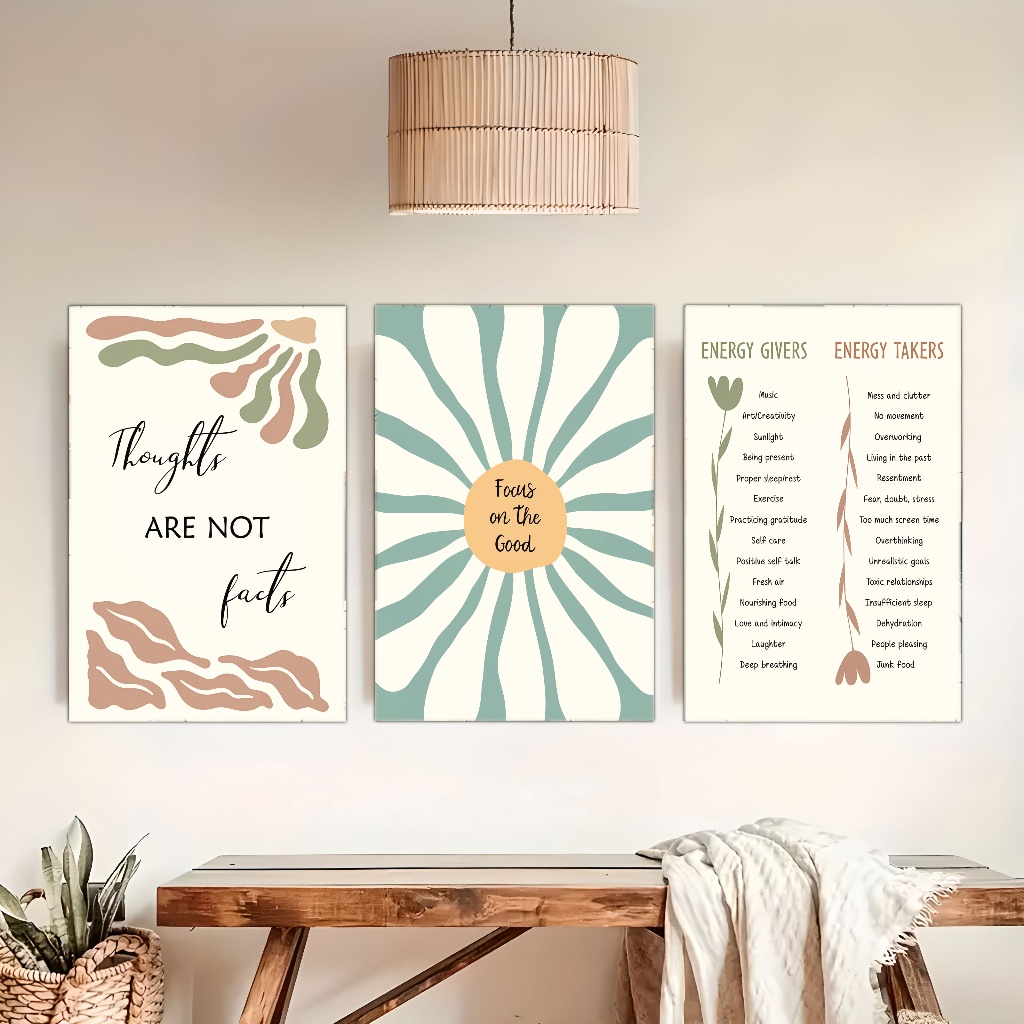 Thoughts
ARE NOT
facts
Focus
on The
Good
ENERGY GIVERS
Music
Art/Creativity
Sunlight
Being present
Proper sleep/rest
Exercise
Practicing gratitude
Self care
Positive self talk
Fresh air
Nourishing food
Love and intimacy
Laughter
Deep breathing
ENERGY TAKERS
Mess and clutter
No movement
Overworking
Living in the past
Resentment
Fear, doubt, stress
Too much screen time
Overthinking
Unrealistic goals
Toxic relationships
Insufficient sleep
Dehydration
People pleasing
Junk food